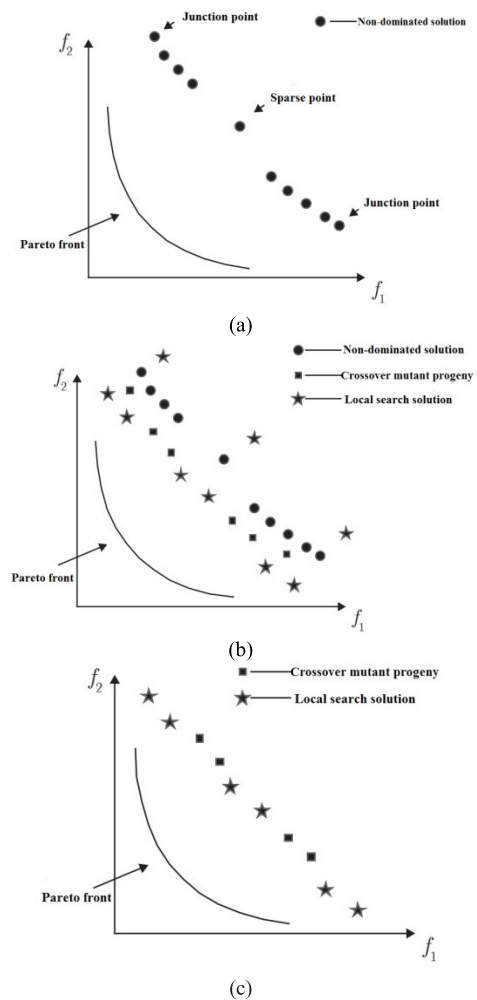 Junction point
Non-dominated solution
f₂
Sparse point
Junction point
Pareto front
f₁
(a)
Non-dominated solution
f₂
Crossover mutant progeny
Local search solution
Pareto front
f₁
(b)
Crossover mutant progeny
f₂
Local search solution
Pareto front
f₁
(c)